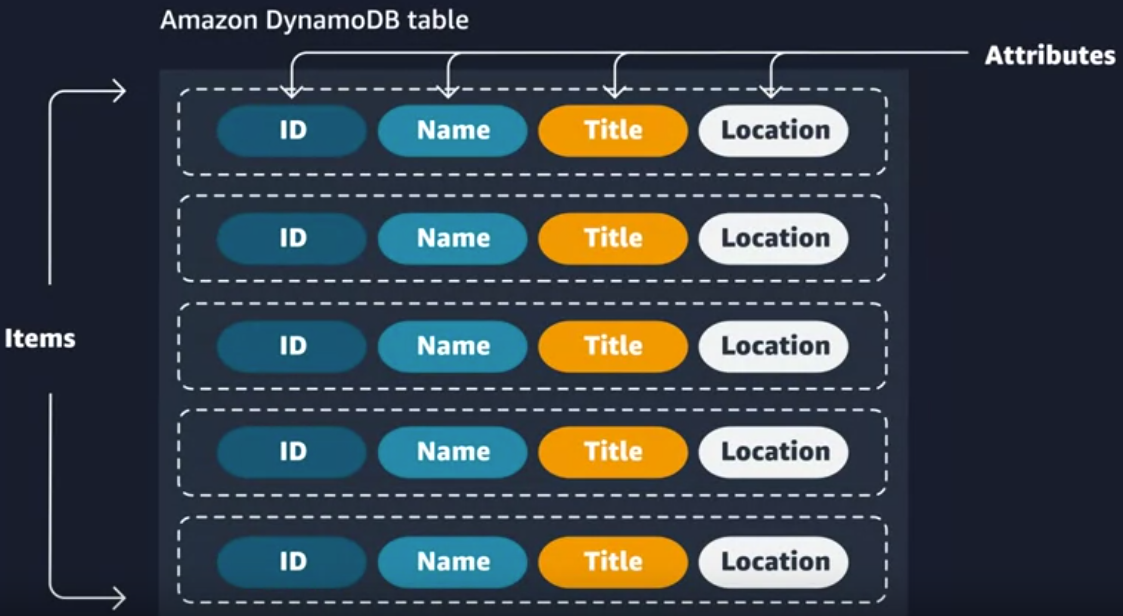 Amazon DynamoDB table
Attributes
ID Name Title Location
ID Name Title Location
Items
ID Name Title Location
ID Name Title Location
ID Name Title Location